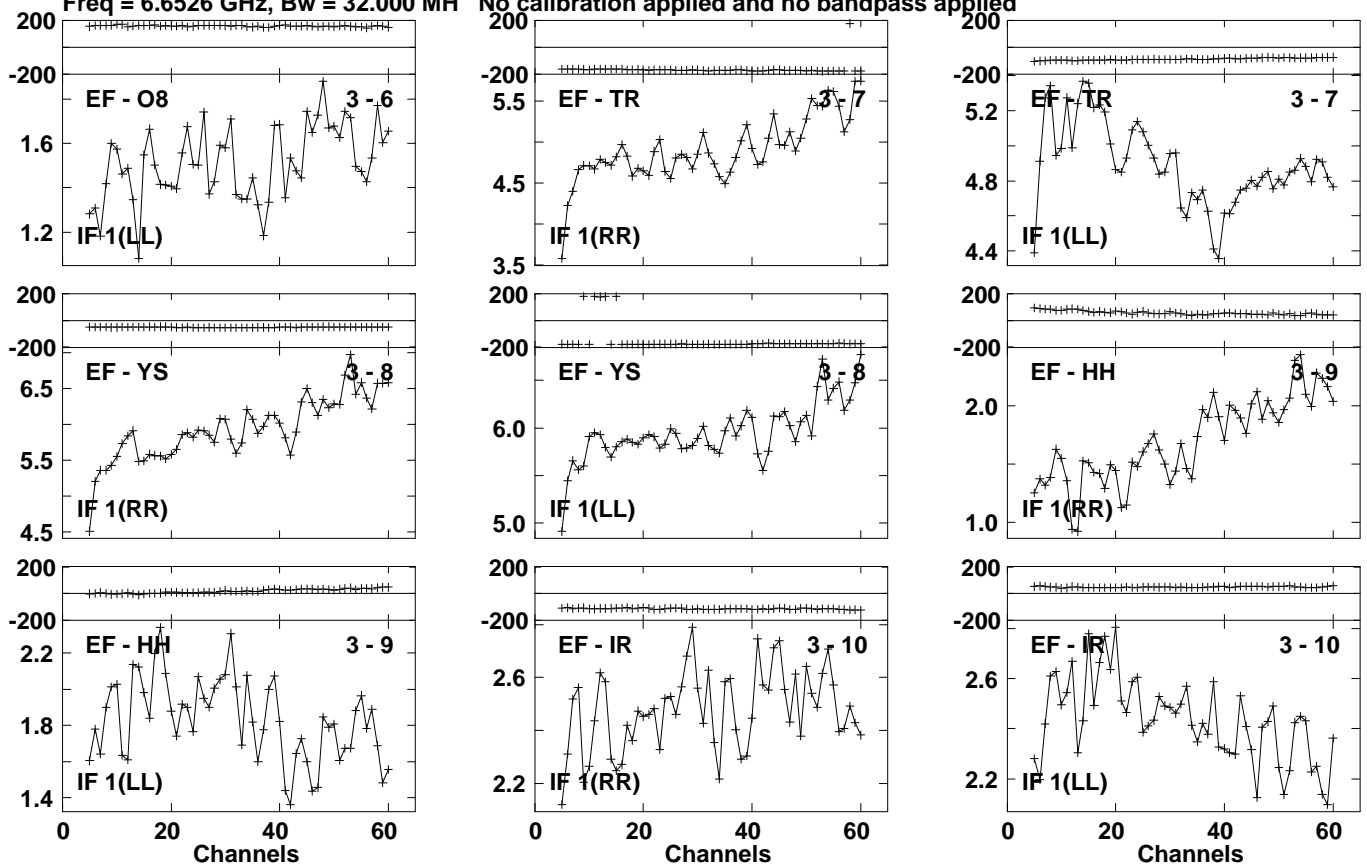 Freq = 6.6526 GHz, Bw = 32.000 MH No calibration applied and no bandpass applied
200 200 200
-200 -200 -200
EF - O8 3 - 6 EF - TR 3 - 7 EF - TR 3 - 7
5.5 5.2
1.6
4.5 4.8
1.2
IF 1(LL) IF 1(RR) IF 1(LL)
3.5 4.4
200 200 200
-200 -200 -200
EF - YS 3 - 8 EF - YS 3 - 8 EF - HH 3 - 9
6.5 6.0 2.0
5.5
IF 1(RR) IF 1(LL) IF 1(RR)
4.5 5.0 1.0
200 200 200
-200 -200 -200
EF - HH 3 - 9 EF - IR 3 - 10 EF - IR 3 - 10
2.2 2.6 2.6
1.8
IF 1(LL) IF 1(RR) IF 1(LL)
1.4 2.2 2.2
0 20 40 60 0 20 40 60 0 20 40 60
Channels Channels Channels